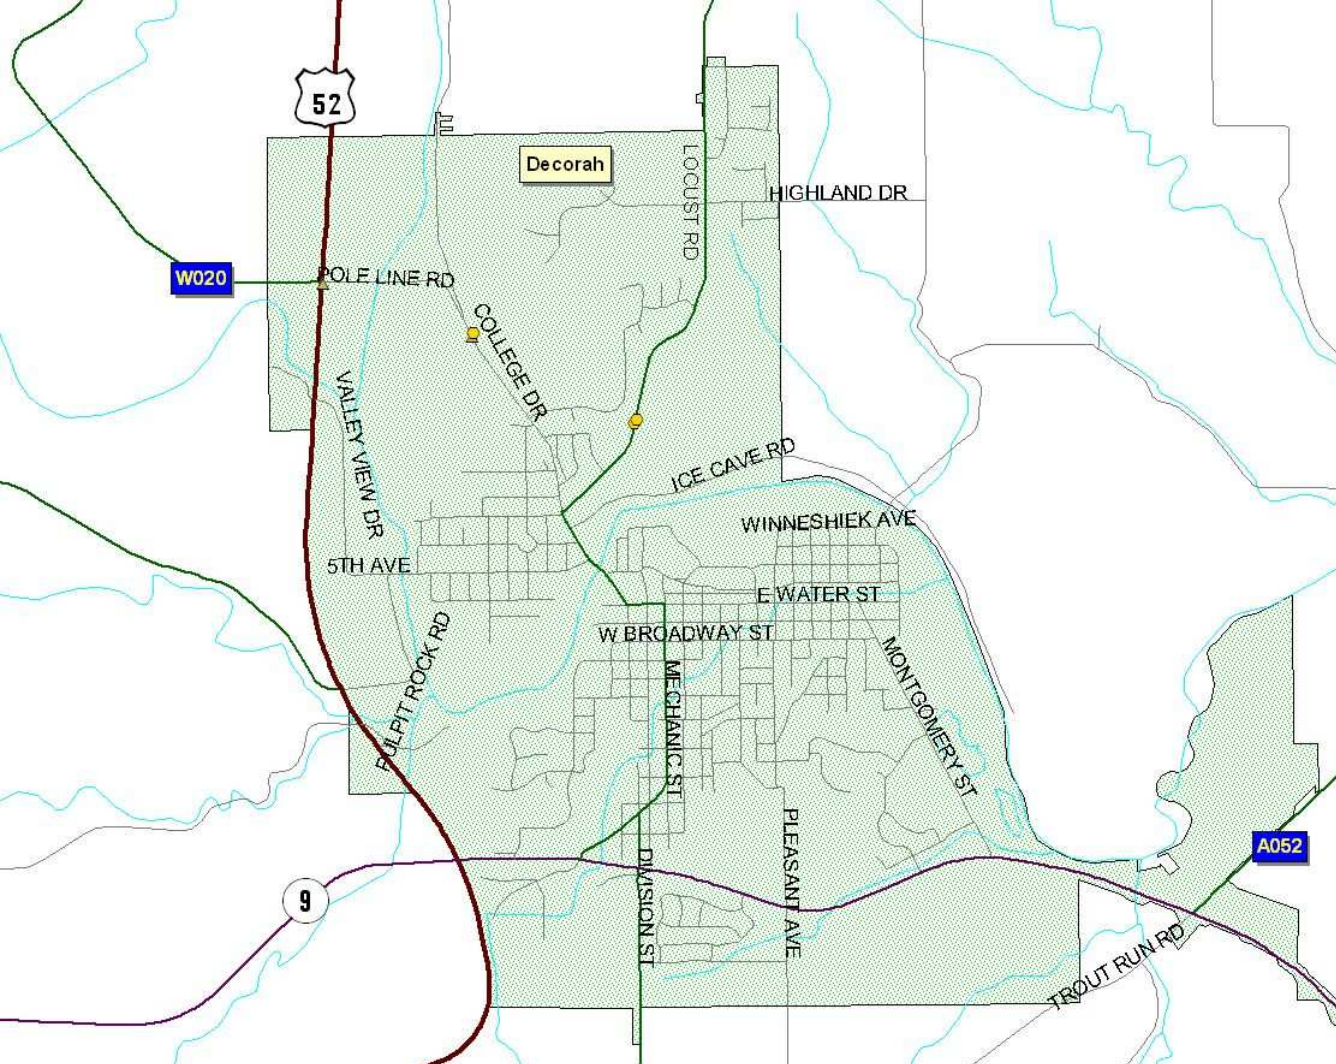 52
Decorah
LOCUST RD
HIGHLAND DR
W020
POLE LINE RD
COLLEGE DR
VALLEY VIEW DR
ICE CAVE RD
WINNESHIEK AVE
5TH AVE
E WATER ST
W BROADWAY ST
PULPIT ROCK RD
MECHANIC ST
MONTGOMERY ST
A052
PLEASANT AVE
DIVISION ST
9
TROUT RUN RD